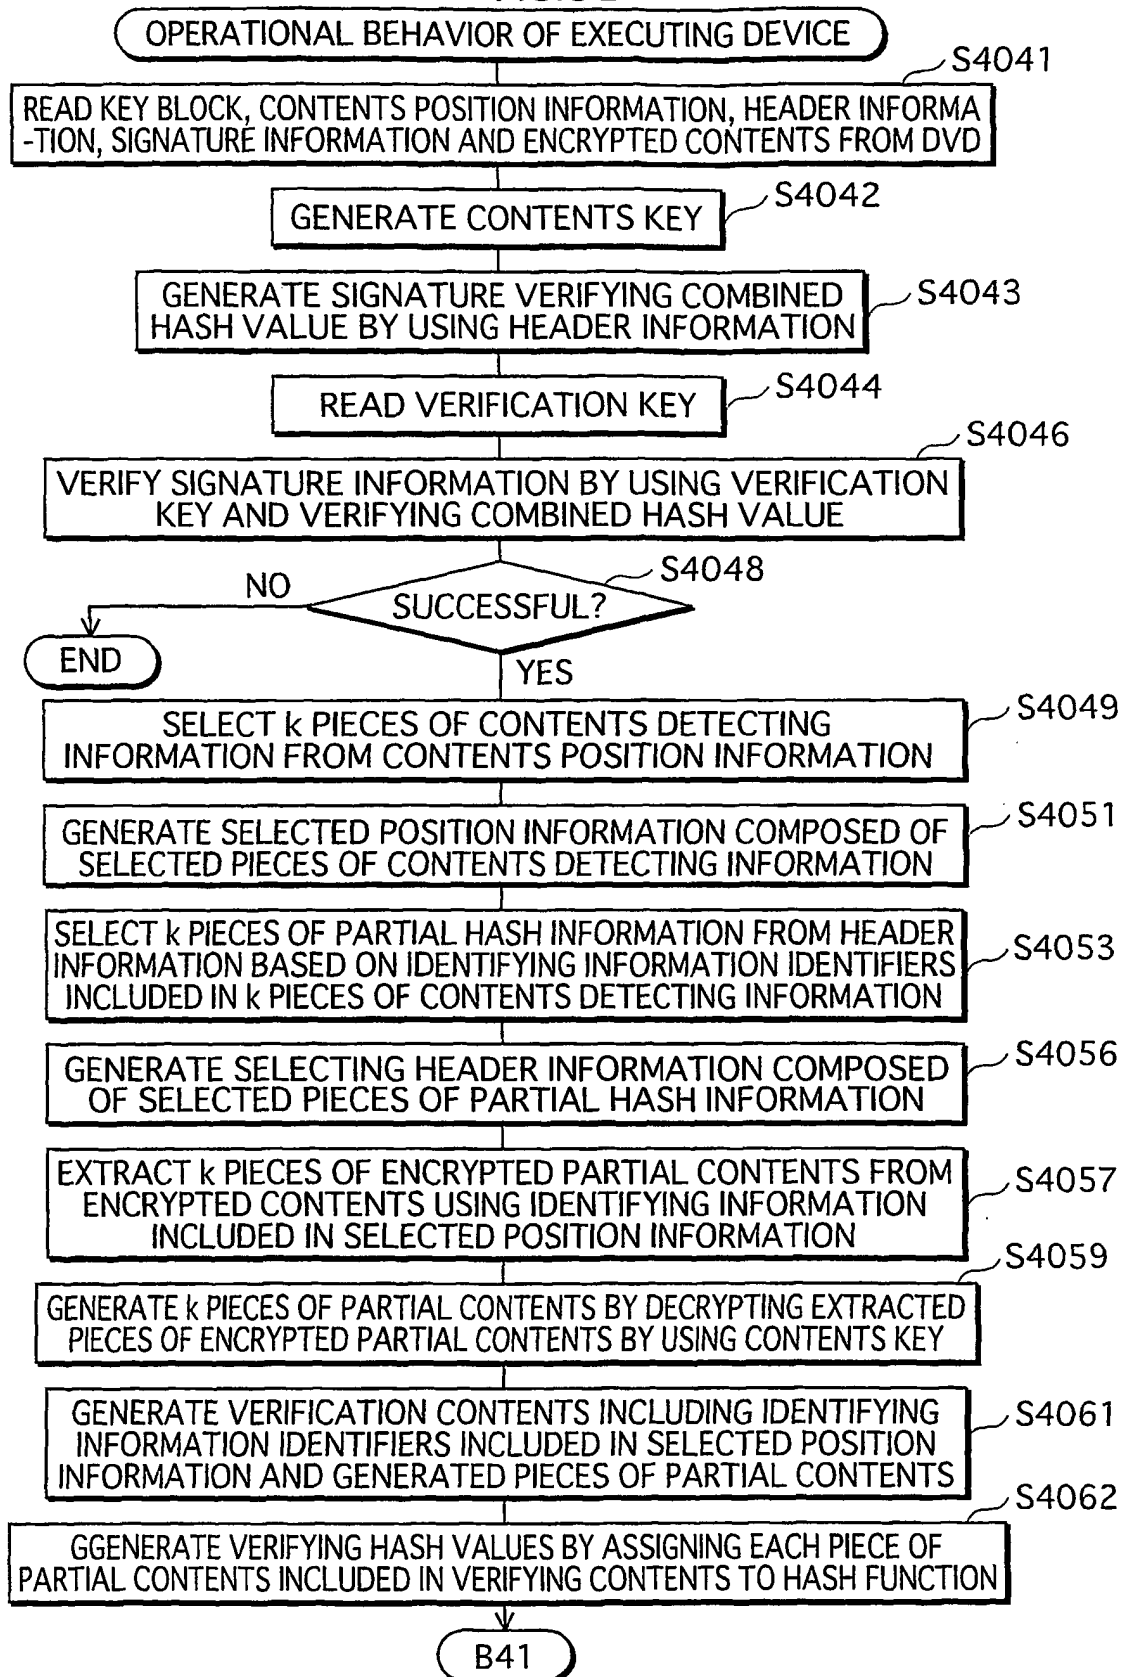 OPERATIONAL BEHAVIOR OF EXECUTING DEVICE
S4041
READ KEY BLOCK, CONTENTS POSITION INFORMATION, HEADER INFORMA
-TION, SIGNATURE INFORMATION AND ENCRYPTED CONTENTS FROM DVD
S4042
GENERATE CONTENTS KEY
S4043
GENERATE SIGNATURE VERIFYING COMBINED
HASH VALUE BY USING HEADER INFORMATION
S4044
READ VERIFICATION KEY
S4046
VERIFY SIGNATURE INFORMATION BY USING VERIFICATION
KEY AND VERIFYING COMBINED HASH VALUE
S4048
NO
SUCCESSFUL?
END
YES
S4049
SELECT k PIECES OF CONTENTS DETECTING
INFORMATION FROM CONTENTS POSITION INFORMATION
S4051
GENERATE SELECTED POSITION INFORMATION COMPOSED OF
SELECTED PIECES OF CONTENTS DETECTING INFORMATION
S4053
SELECT k PIECES OF PARTIAL HASH INFORMATION FROM HEADER
INFORMATION BASED ON IDENTIFYING INFORMATION IDENTIFIERS
INCLUDED IN k PIECES OF CONTENTS DETECTING INFORMATION
S4056
GENERATE SELECTING HEADER INFORMATION COMPOSED
OF SELECTED PIECES OF PARTIAL HASH INFORMATION
S4057
EXTRACT k PIECES OF ENCRYPTED PARTIAL CONTENTS FROM
ENCRYPTED CONTENTS USING IDENTIFYING INFORMATION
INCLUDED IN SELECTED POSITION INFORMATION
S4059
GENERATE k PIECES OF PARTIAL CONTENTS BY DECRYPTING EXTRACTED
PIECES OF ENCRYPTED PARTIAL CONTENTS BY USING CONTENTS KEY
S4061
GENERATE VERIFICATION CONTENTS INCLUDING IDENTIFYING
INFORMATION IDENTIFIERS INCLUDED IN SELECTED POSITION
INFORMATION AND GENERATED PIECES OF PARTIAL CONTENTS
S4062
GGENERATE VERIFYING HASH VALUES BY ASSIGNING EACH PIECE OF
PARTIAL CONTENTS INCLUDED IN VERIFYING CONTENTS TO HASH FUNCTION
B41